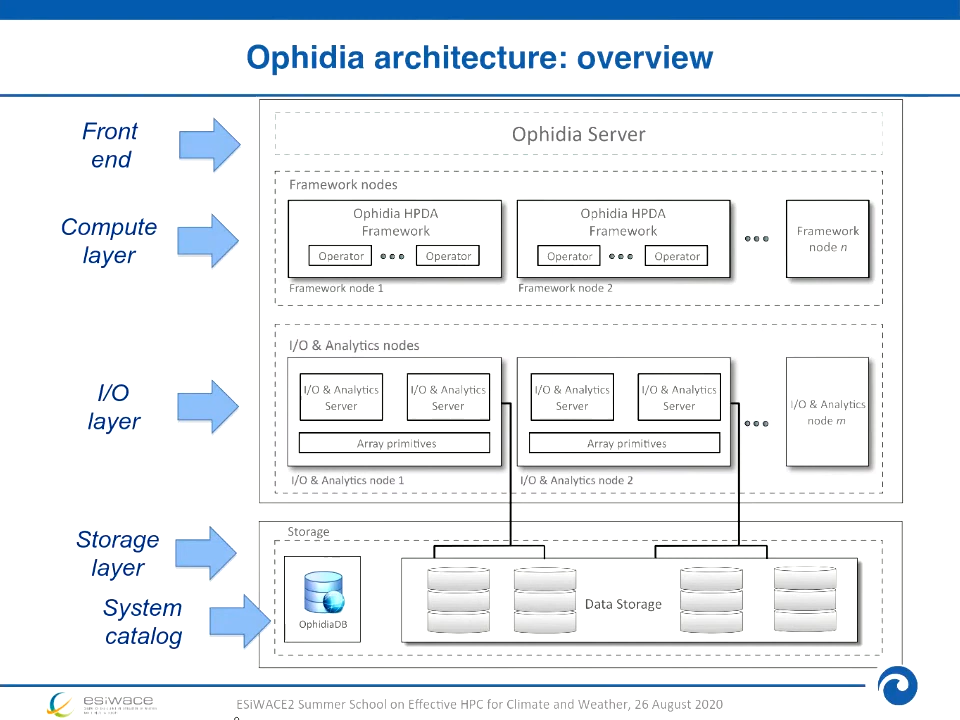 Ophidia architecture: overview
Front
end
Ophidia Server
Compute
layer
Framework nodes
Ophidia HPDA
Framework
Operator
Operator
Framework node 1
Ophidia HPDA
Framework
Operator
Operator
Framework node 2
Framework
node n
I/O
layer
I/O & Analytics nodes
I/O & Analytics
Server
I/O & Analytics
Server
Array primitives
I/O & Analytics node 1
I/O & Analytics
Server
I/O & Analytics
Server
Array primitives
I/O & Analytics node 2
I/O & Analytics
node m
Storage
layer
Storage
System
catalog
OphidiaDB
Data Storage
esiwace
ESiWACE2 Summer School on Effective HPC for Climate and Weather, 26 August 2020